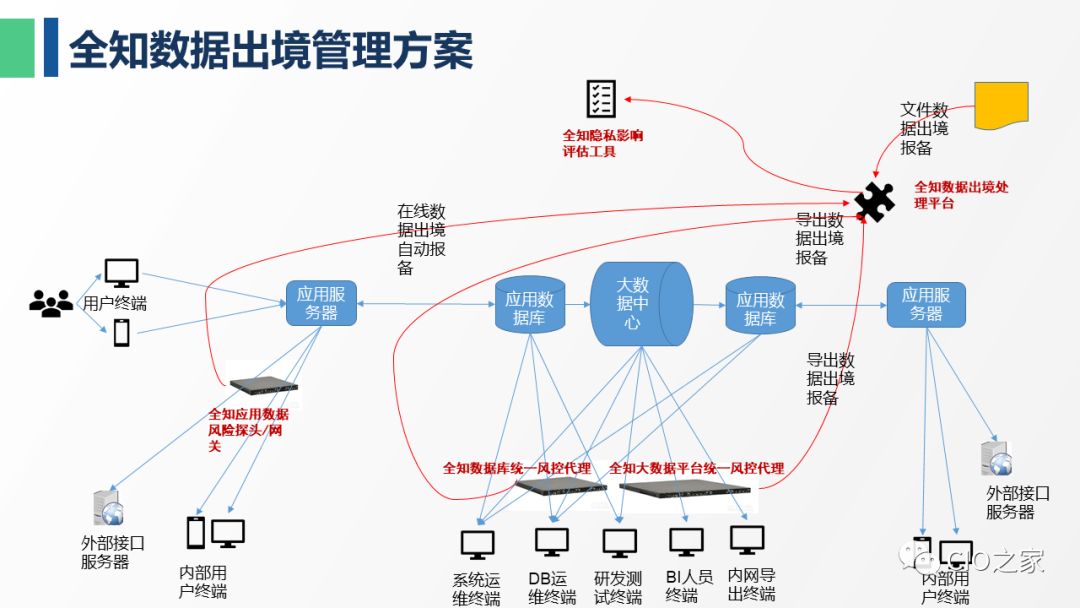 全知数据出境管理方案
文件数
据出境
报备
全知隐私影响
评估工具
全知数据出境处
理平台
在线数
据出境
自动报
备
导出数
据出境
报备
用户终端
应用服
务器
应用数
据库
大数
据中
心
应用数
据库
应用服
务器
导出数
据出境
报备
全知应用数据
风险探头/网
关
全知数据库统一风控代理
全知大数据平台统一风控代理
外部接口
服务器
外部接口
服务器
内部用
户终端
系统运
维终端
DB运
维终端
研发测
试终端
BI人员
终端
内网导
出终端
内部用
户终端
CIO之家